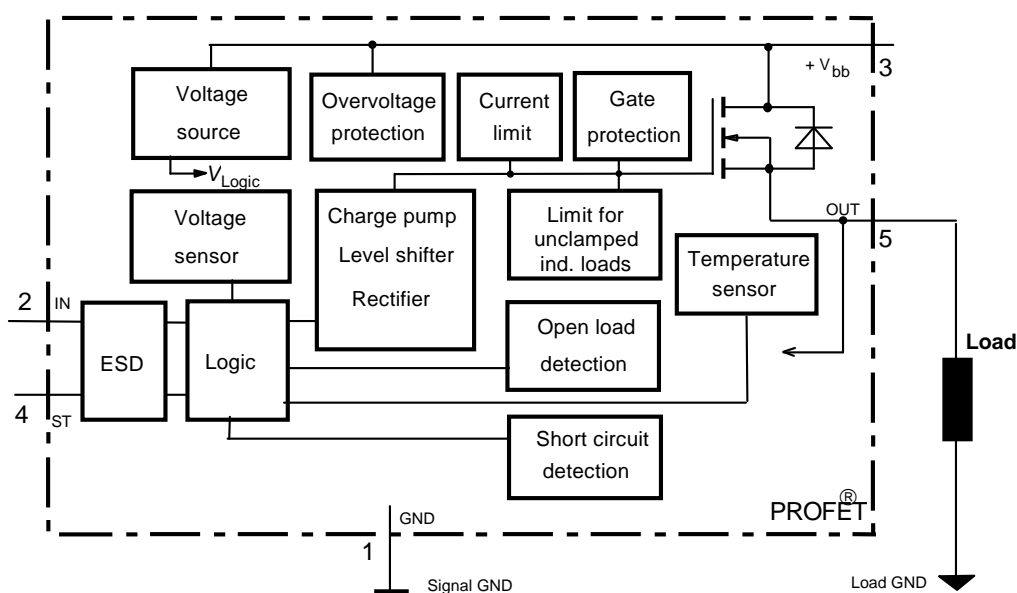 + Vbb
3
Voltage
source
Overvoltage
protection
Current
limit
Gate
protection
VLogic
Voltage
sensor
Charge pump
Level shifter
Rectifier
Limit for
unclamped
ind. loads
OUT
5
Temperature
sensor
2
IN
ESD
Logic
Open load
detection
Load
4
ST
Short circuit
detection
PROFET®
GND
1
Signal GND
Load GND